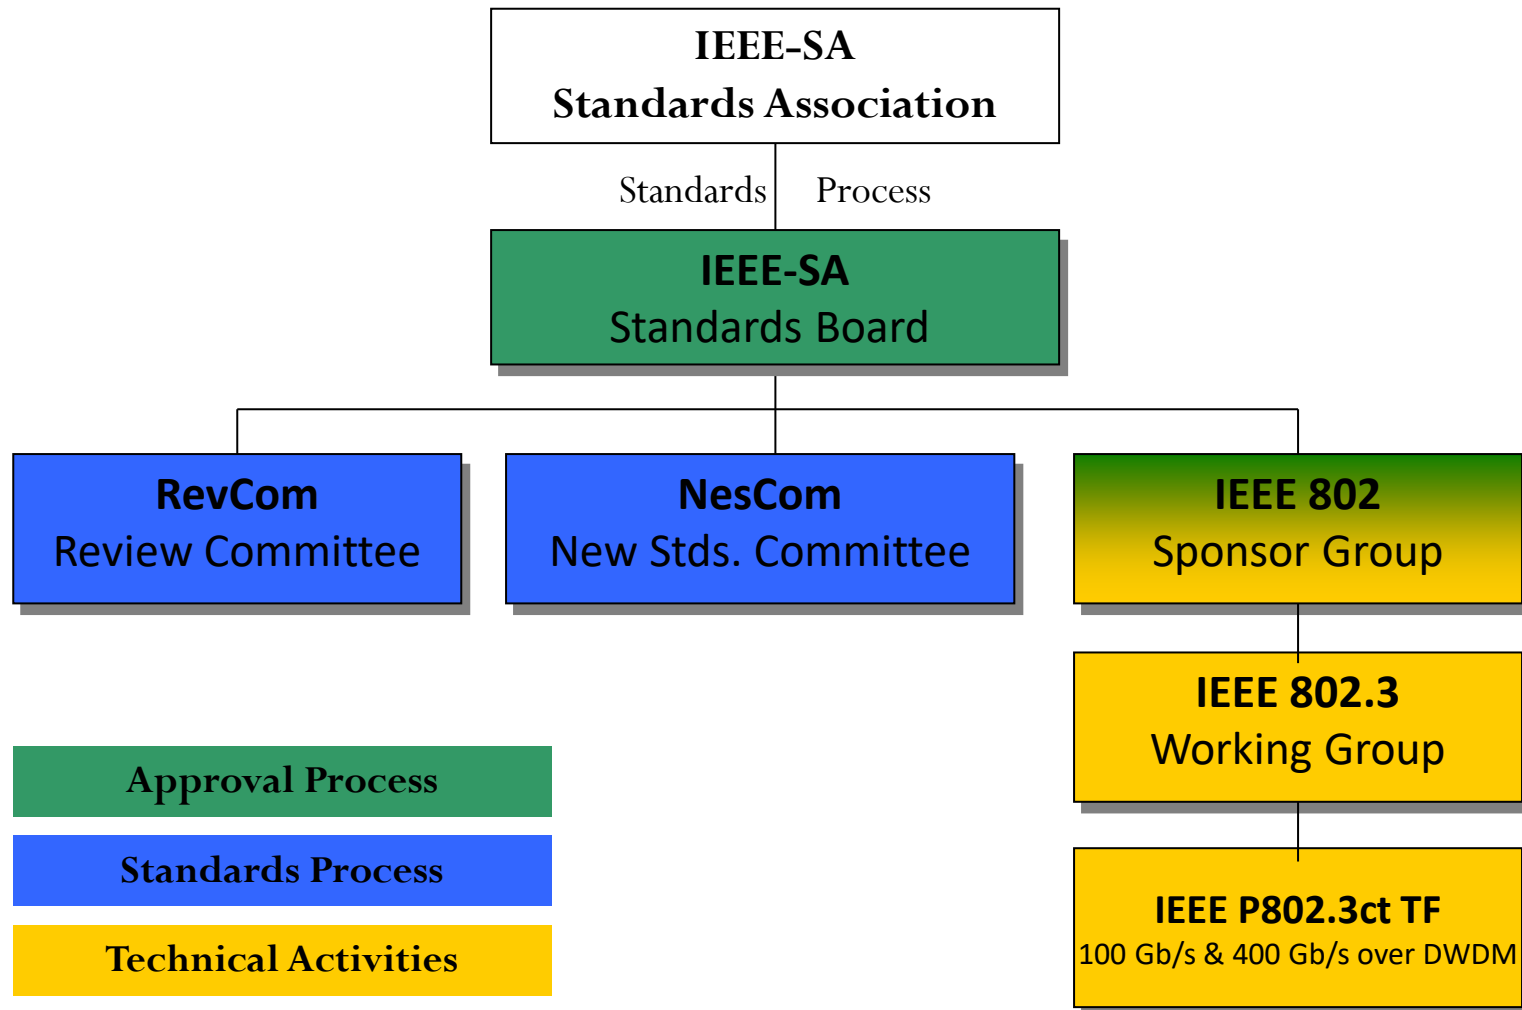 IEEE-SA
Standards Association
Standards Process
IEEE-SA
Standards Board
RevCom
Review Committee
NesCom
New Stds. Committee
IEEE 802
Sponsor Group
IEEE 802.3
Working Group
Approval Process
Standards Process
Technical Activities
IEEE P802.3ct TF
100 Gb/s & 400 Gb/s over DWDM